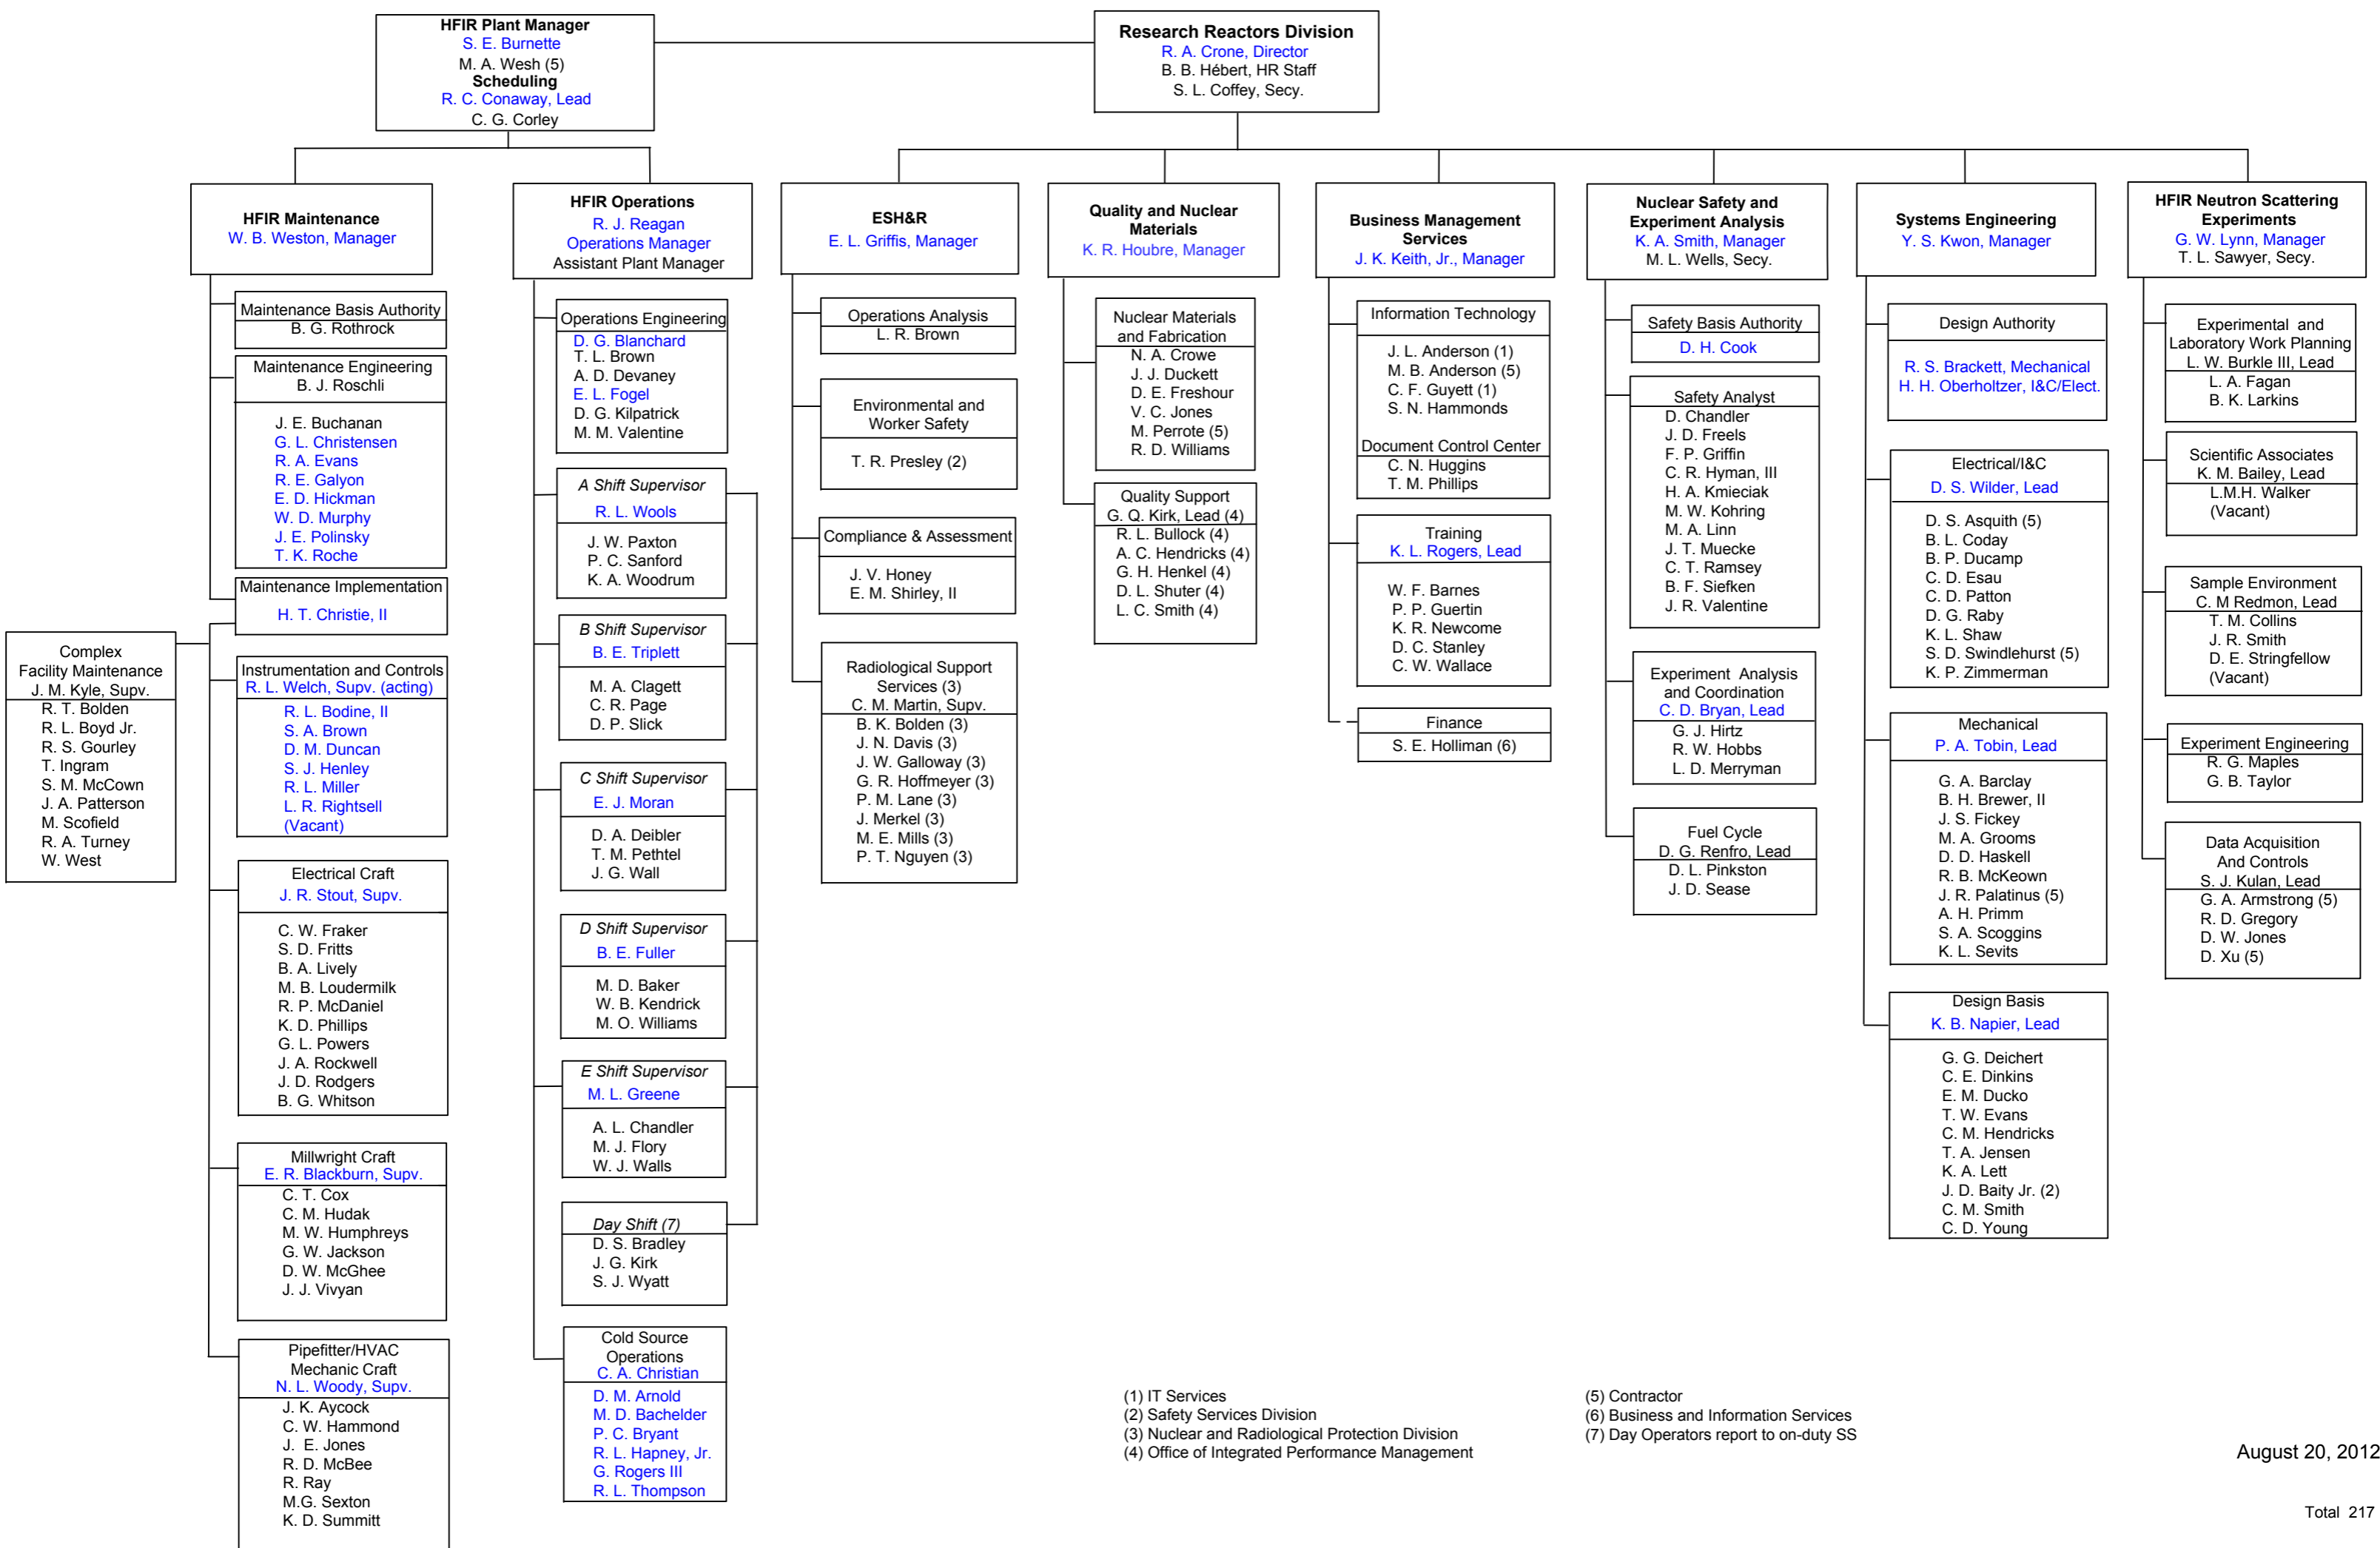 HFIR Plant Manager
S. E. Burnette
M. A. Wesh (5)
Scheduling
R. C. Conaway, Lead
C. G. Corley
Research Reactors Division
R. A. Crone, Director
B. B. Hébert, HR Staff
S. L. Coffey, Secy.
HFIR Maintenance
W. B. Weston, Manager
Maintenance Basis Authority
B. G. Rothrock
Maintenance Engineering
B. J. Roschli
J. E. Buchanan
G. L. Christensen
R. A. Evans
R. E. Galyon
E. D. Hickman
W. D. Murphy
J. E. Polinsky
T. K. Roche
Maintenance Implementation
H. T. Christie, II
Complex
Facility Maintenance
J. M. Kyle, Supv.
R. T. Bolden
R. L. Boyd Jr.
R. S. Gourley
T. Ingram
S. M. McCown
J. A. Patterson
M. Scofield
R. A. Turney
W. West
Instrumentation and Controls
R. L. Welch, Supv. (acting)
R. L. Bodine, II
S. A. Brown
D. M. Duncan
S. J. Henley
R. L. Miller
L. R. Rightsell
(Vacant)
Electrical Craft
J. R. Stout, Supv.
C. W. Fraker
S. D. Fritts
B. A. Lively
M. B. Loudermilk
R. P. McDaniel
K. D. Phillips
G. L. Powers
J. A. Rockwell
J. D. Rodgers
B. G. Whitson
Millwright Craft
E. R. Blackburn, Supv.
C. T. Cox
C. M. Hudak
M. W. Humphreys
G. W. Jackson
D. W. McGhee
J. J. Vivyan
Pipefitter/HVAC
Mechanic Craft
N. L. Woody, Supv.
J. K. Aycock
C. W. Hammond
J. E. Jones
R. D. McBee
R. Ray
M.G. Sexton
K. D. Summitt
HFIR Operations
R. J. Reagan
Operations Manager
Assistant Plant Manager
Operations Engineering
D. G. Blanchard
T. L. Brown
A. D. Devaney
E. L. Fogel
D. G. Kilpatrick
M. M. Valentine
A Shift Supervisor
R. L. Wools
J. W. Paxton
P. C. Sanford
K. A. Woodrum
B Shift Supervisor
B. E. Triplett
M. A. Clagett
C. R. Page
D. P. Slick
C Shift Supervisor
E. J. Moran
D. A. Deibler
T. M. Pethtel
J. G. Wall
D Shift Supervisor
B. E. Fuller
M. D. Baker
W. B. Kendrick
M. O. Williams
E Shift Supervisor
M. L. Greene
A. L. Chandler
M. J. Flory
W. J. Walls
Day Shift (7)
D. S. Bradley
J. G. Kirk
S. J. Wyatt
Cold Source
Operations
C. A. Christian
D. M. Arnold
M. D. Bachelder
P. C. Bryant
R. L. Hapney, Jr.
G. Rogers III
R. L. Thompson
ESH&R
E. L. Griffis, Manager
Operations Analysis
L. R. Brown
Environmental and
Worker Safety
T. R. Presley (2)
Compliance & Assessment
J. V. Honey
E. M. Shirley, II
Radiological Support
Services (3)
C. M. Martin, Supv.
B. K. Bolden (3)
J. N. Davis (3)
J. W. Galloway (3)
G. R. Hoffmeyer (3)
P. M. Lane (3)
J. Merkel (3)
M. E. Mills (3)
P. T. Nguyen (3)
Quality and Nuclear
Materials
K. R. Houbre, Manager
Nuclear Materials
and Fabrication
N. A. Crowe
J. J. Duckett
D. E. Freshour
V. C. Jones
M. Perrote (5)
R. D. Williams
Quality Support
G. Q. Kirk, Lead (4)
R. L. Bullock (4)
A. C. Hendricks (4)
G. H. Henkel (4)
D. L. Shuter (4)
L. C. Smith (4)
Business Management
Services
J. K. Keith, Jr., Manager
Information Technology
J. L. Anderson (1)
M. B. Anderson (5)
C. F. Guyett (1)
S. N. Hammonds
Document Control Center
C. N. Huggins
T. M. Phillips
Training
K. L. Rogers, Lead
W. F. Barnes
P. P. Guertin
K. R. Newcome
D. C. Stanley
C. W. Wallace
Finance
S. E. Holliman (6)
Nuclear Safety and
Experiment Analysis
K. A. Smith, Manager
M. L. Wells, Secy.
Safety Basis Authority
D. H. Cook
Safety Analyst
D. Chandler
J. D. Freels
F. P. Griffin
C. R. Hyman, III
H. A. Kmieciak
M. W. Kohring
M. A. Linn
J. T. Muecke
C. T. Ramsey
B. F. Siefken
J. R. Valentine
Experiment Analysis
and Coordination
C. D. Bryan, Lead
G. J. Hirtz
R. W. Hobbs
L. D. Merryman
Fuel Cycle
D. G. Renfro, Lead
D. L. Pinkston
J. D. Sease
Systems Engineering
Y. S. Kwon, Manager
Design Authority
R. S. Brackett, Mechanical
H. H. Oberholtzer, I&C/Elect.
Electrical/I&C
D. S. Wilder, Lead
D. S. Asquith (5)
B. L. Coday
B. P. Ducamp
C. D. Esau
C. D. Patton
D. G. Raby
K. L. Shaw
S. D. Swindlehurst (5)
K. P. Zimmerman
Mechanical
P. A. Tobin, Lead
G. A. Barclay
B. H. Brewer, II
J. S. Fickey
M. A. Grooms
D. D. Haskell
R. B. McKeown
J. R. Palatinus (5)
A. H. Primm
S. A. Scoggins
K. L. Sevits
Design Basis
K. B. Napier, Lead
G. G. Deichert
C. E. Dinkins
E. M. Ducko
T. W. Evans
C. M. Hendricks
T. A. Jensen
K. A. Lett
J. D. Baity Jr. (2)
C. M. Smith
C. D. Young
HFIR Neutron Scattering
Experiments
G. W. Lynn, Manager
T. L. Sawyer, Secy.
Experimental and
Laboratory Work Planning
L. W. Burkle III, Lead
L. A. Fagan
B. K. Larkins
Scientific Associates
K. M. Bailey, Lead
L.M.H. Walker
(Vacant)
Sample Environment
C. M Redmon, Lead
T. M. Collins
J. R. Smith
D. E. Stringfellow
(Vacant)
Experiment Engineering
R. G. Maples
G. B. Taylor
Data Acquisition
And Controls
S. J. Kulan, Lead
G. A. Armstrong (5)
R. D. Gregory
D. W. Jones
D. Xu (5)
(1) IT Services
(2) Safety Services Division
(3) Nuclear and Radiological Protection Division
(4) Office of Integrated Performance Management
(5) Contractor
(6) Business and Information Services
(7) Day Operators report to on-duty SS
August 20, 2012
Total 217